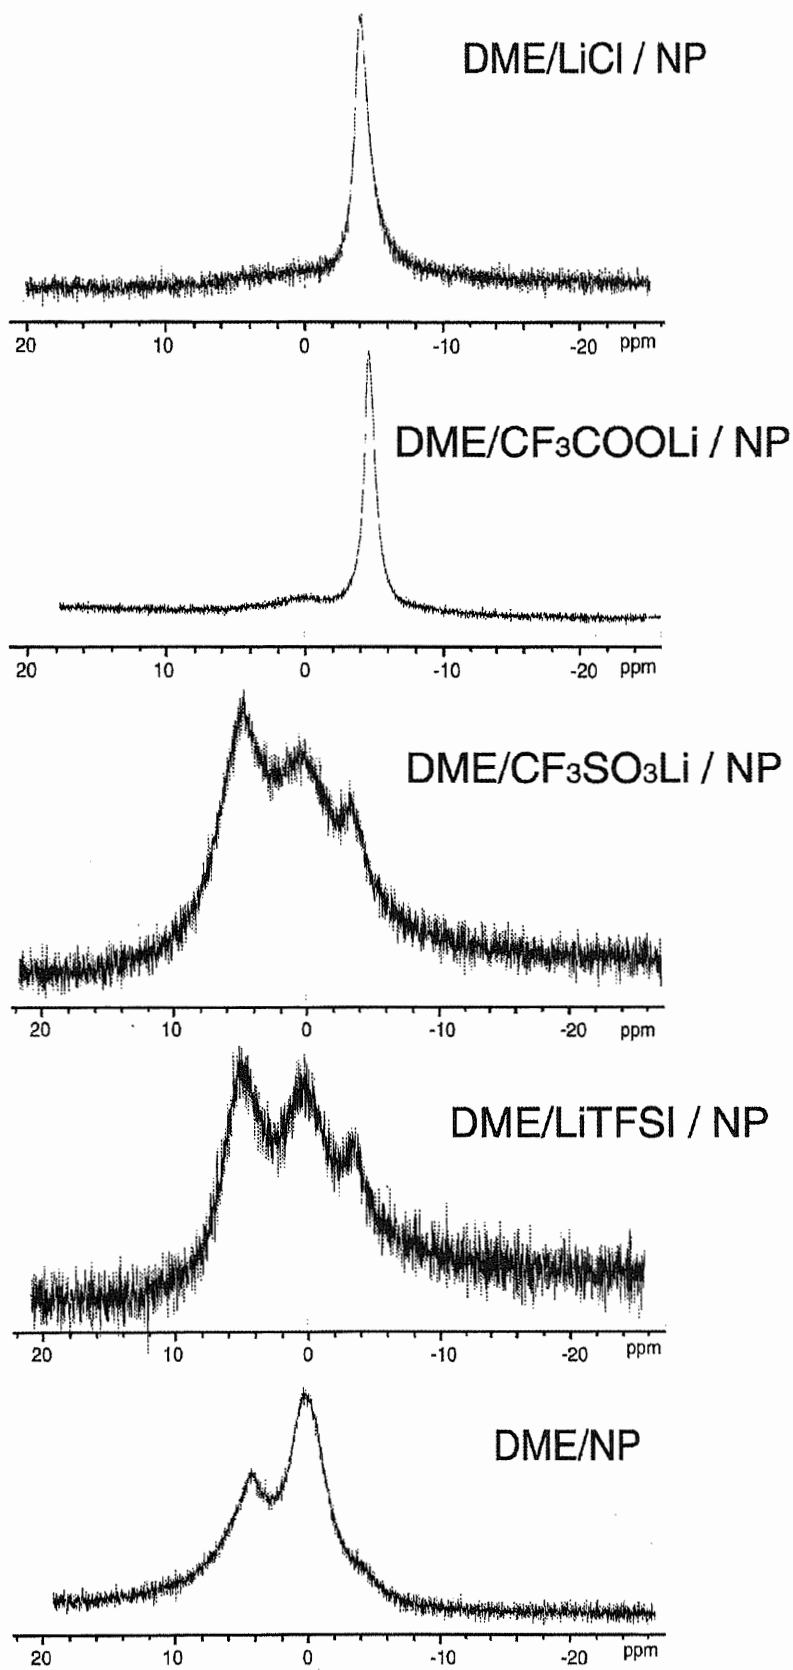 DME/LiCl / NP
20 10 0 -10 -20 ppm
DME/CF3COOLi / NP
20 10 0 -10 -20 ppm
DME/CF3SO3Li / NP
20 10 0 -10 -20 ppm
DME/LiTFSI / NP
20 10 0 -10 -20 ppm
DME/NP
20 10 0 -10 -20 ppm